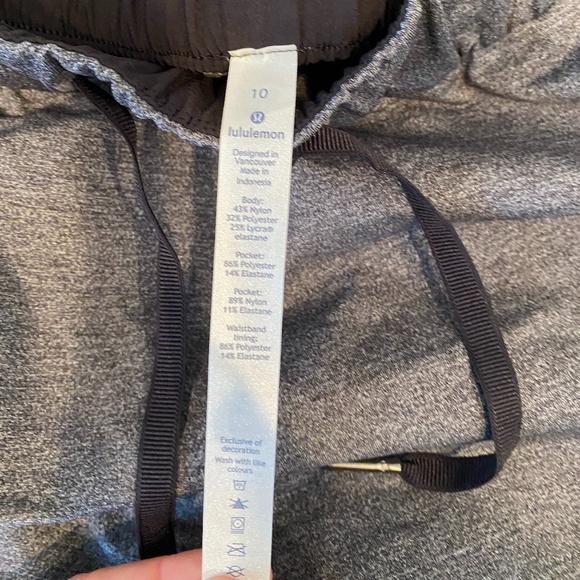 10
lululemon
Designed in
Vancouver
Made in
Indonesia
Body:
43% Nylon
32% Polyester
25% Lycra®
elastane
Pocket:
86% Polyester
14% Elastane
Pocket:
89% Nylon
11% Elastane
Waistband
lining:
86% Polyester
14% Elastane
Exclusive of
decoration
Wash with like
colours